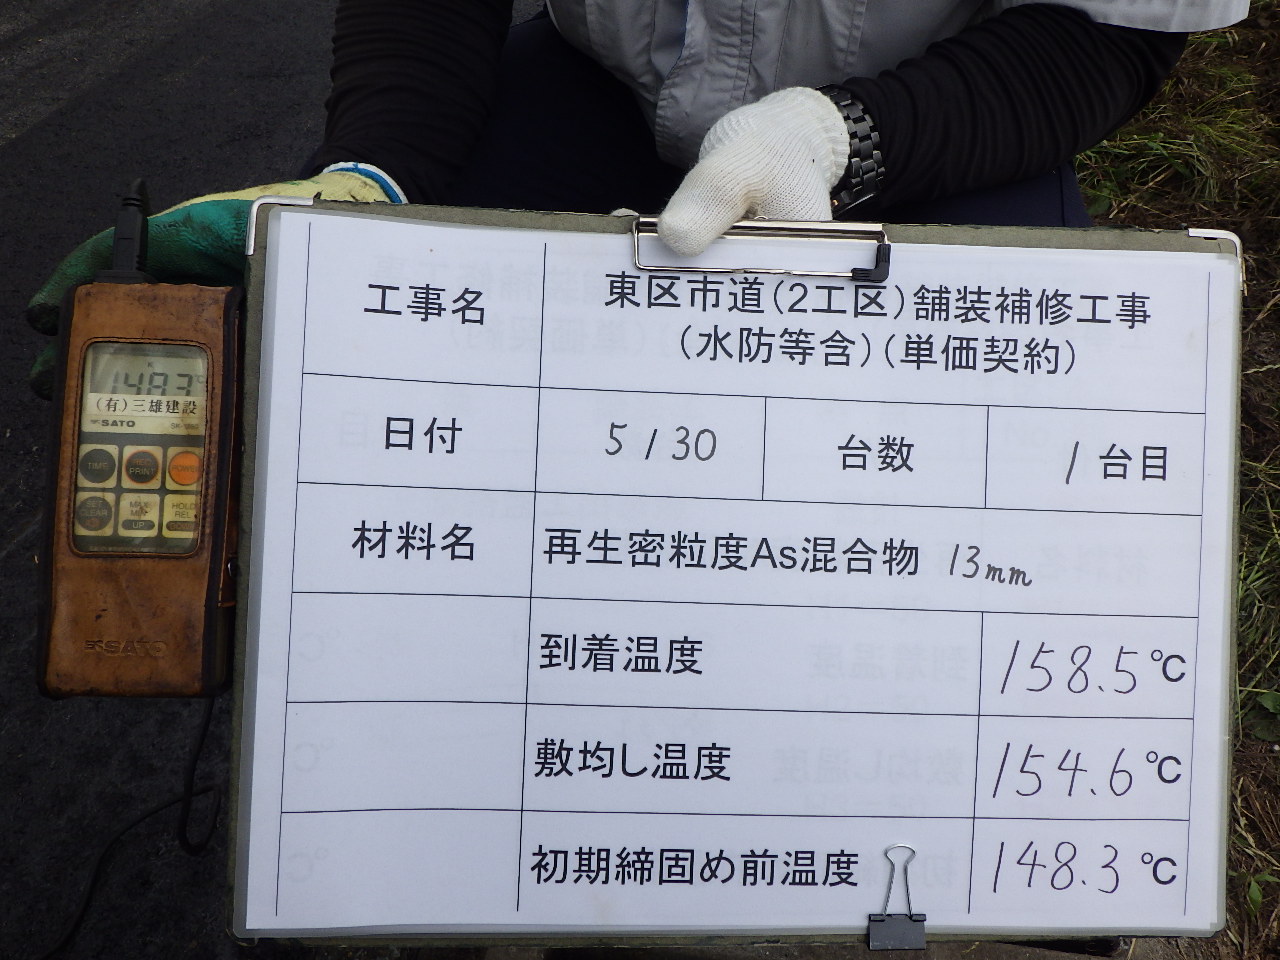 工事名
東区市道(2工区)舗装補修工事
(水防等含)(単価契約)
日付
5/30
台数
1台目
材料名
再生密粒度As混合物 13mm
到着温度
158.5℃
敷均し温度
154.6℃
初期締固め前温度
148.3℃
148.3
(有)三雄建設
SATO
TIME
PRINT
POWER
CLEAR
MAX
MIN
UP
HOLD
REL
SATO